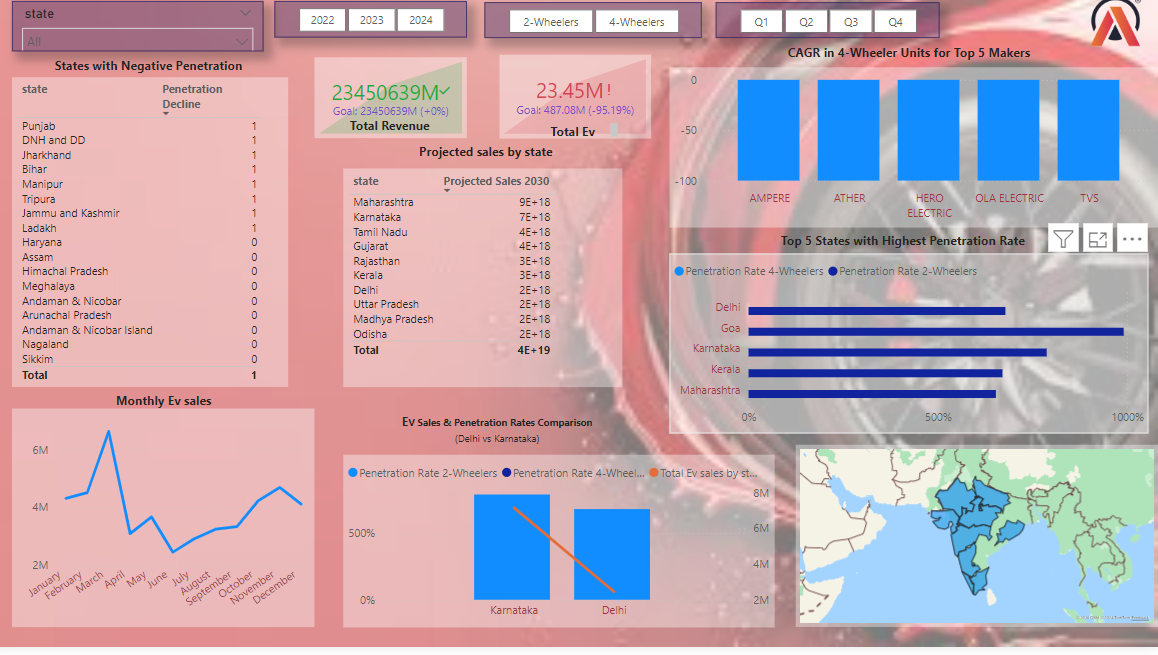 state
All
2022 2023 2024
2-Wheelers 4-Wheelers
Q1 Q2 Q3 Q4
States with Negative Penetration
state Penetration Decline
Punjab 1
DNH and DD 1
Jharkhand 1
Bihar 1
Manipur 1
Tripura 1
Jammu and Kashmir 1
Ladakh 1
Haryana 0
Assam 0
Himachal Pradesh 0
Meghalaya 0
Andaman & Nicobar 0
Arunachal Pradesh 0
Andaman & Nicobar Island 0
Nagaland 0
Sikkim 0
Total 1
23450639M
Goal: 23450639M (+0%)
Total Revenue
23.45M!
Goal: 487.08M (-95.19%)
Total Ev
Projected sales by state
state Projected Sales 2030
Maharashtra 9E+18
Karnataka 7E+18
Tamil Nadu 4E+18
Gujarat 4E+18
Rajasthan 3E+18
Kerala 3E+18
Delhi 2E+18
Uttar Pradesh 2E+18
Madhya Pradesh 2E+18
Odisha 2E+18
Total 4E+19
CAGR in 4-Wheeler Units for Top 5 Makers
0
-50
-100
AMPERE ATHER HERO ELECTRIC OLA ELECTRIC TVS
Top 5 States with Highest Penetration Rate
Penetration Rate 4-Wheelers Penetration Rate 2-Wheelers
Delhi
Goa
Karnataka
Kerala
Maharashtra
0% 500% 1000%
Monthly Ev sales
6M
4M
2M
January February March April May June July August September October November December
EV Sales & Penetration Rates Comparison
(Delhi vs Karnataka)
Penetration Rate 2-Wheelers Penetration Rate 4-Wheel... Total Ev sales by st...
500%
0%
8M
6M
4M
2M
Karnataka Delhi